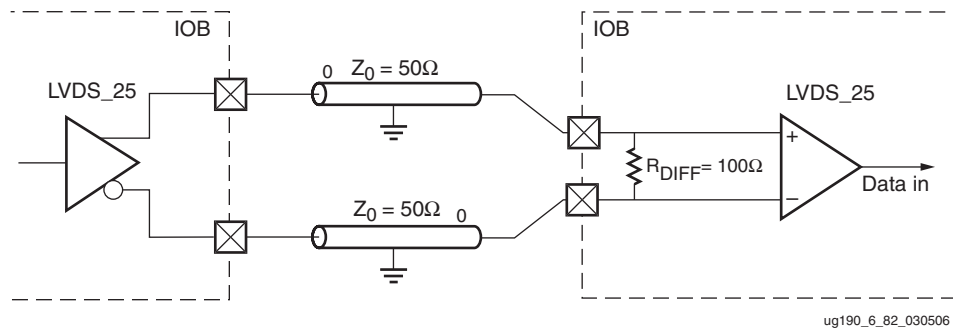 IOB
IOB
0
Z0 = 50Ω
LVDS_25
LVDS_25
+
RDIFF= 100Ω
Data in
–
Z0 = 50Ω
0
ug190_6_82_030506